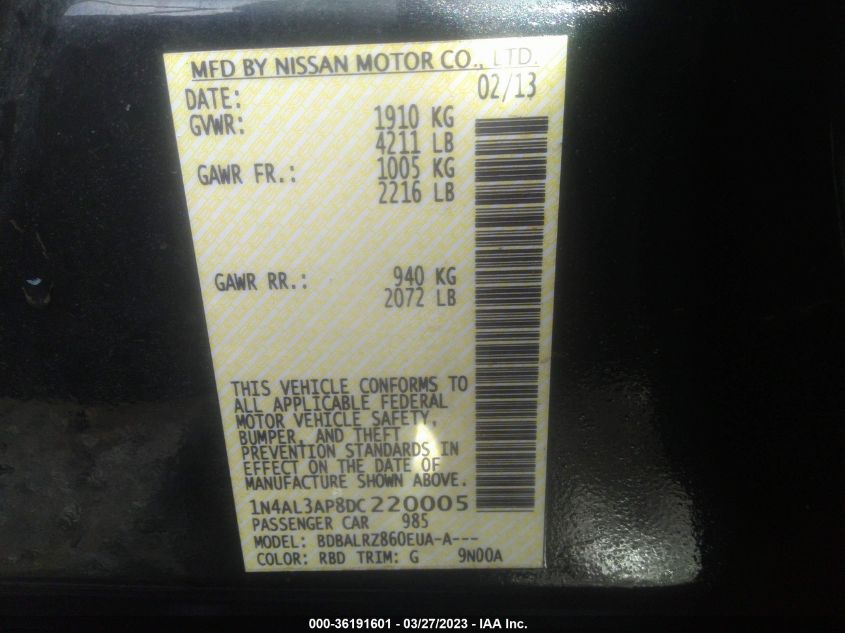 MFD BY NISSAN MOTOR CO., LTD.
DATE: 02/13
GVWR: 1910 KG
4211 LB
GAWR FR.: 1005 KG
2216 LB
GAWR RR.: 940 KG
2072 LB
THIS VEHICLE CONFORMS TO
ALL APPLICABLE FEDERAL
MOTOR VEHICLE SAFETY,
BUMPER, AND THEFT
PREVENTION STANDARDS IN
EFFECT ON THE DATE OF
MANUFACTURE SHOWN ABOVE.
1N4AL3AP8DC220005
PASSENGER CAR 985
MODEL: BDBALRZ860EUA-A---
COLOR: RBD TRIM: G 9N00A
000-36191601 - 03/27/2023 - IAA Inc.